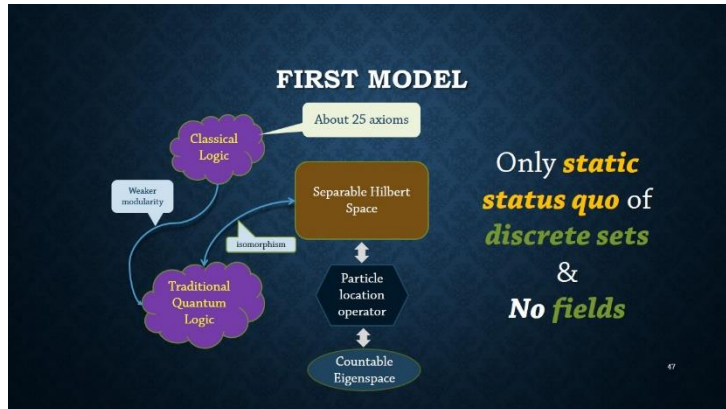 FIRST MODEL
About 25 axioms
Classical
Logic
Weaker
modularity
Separable Hilbert
Space
isomorphism
Traditional
Quantum
Logic
Particle
location
operator
Countable
Eigenspace
Only static
status quo of
discrete sets
&
No fields
47